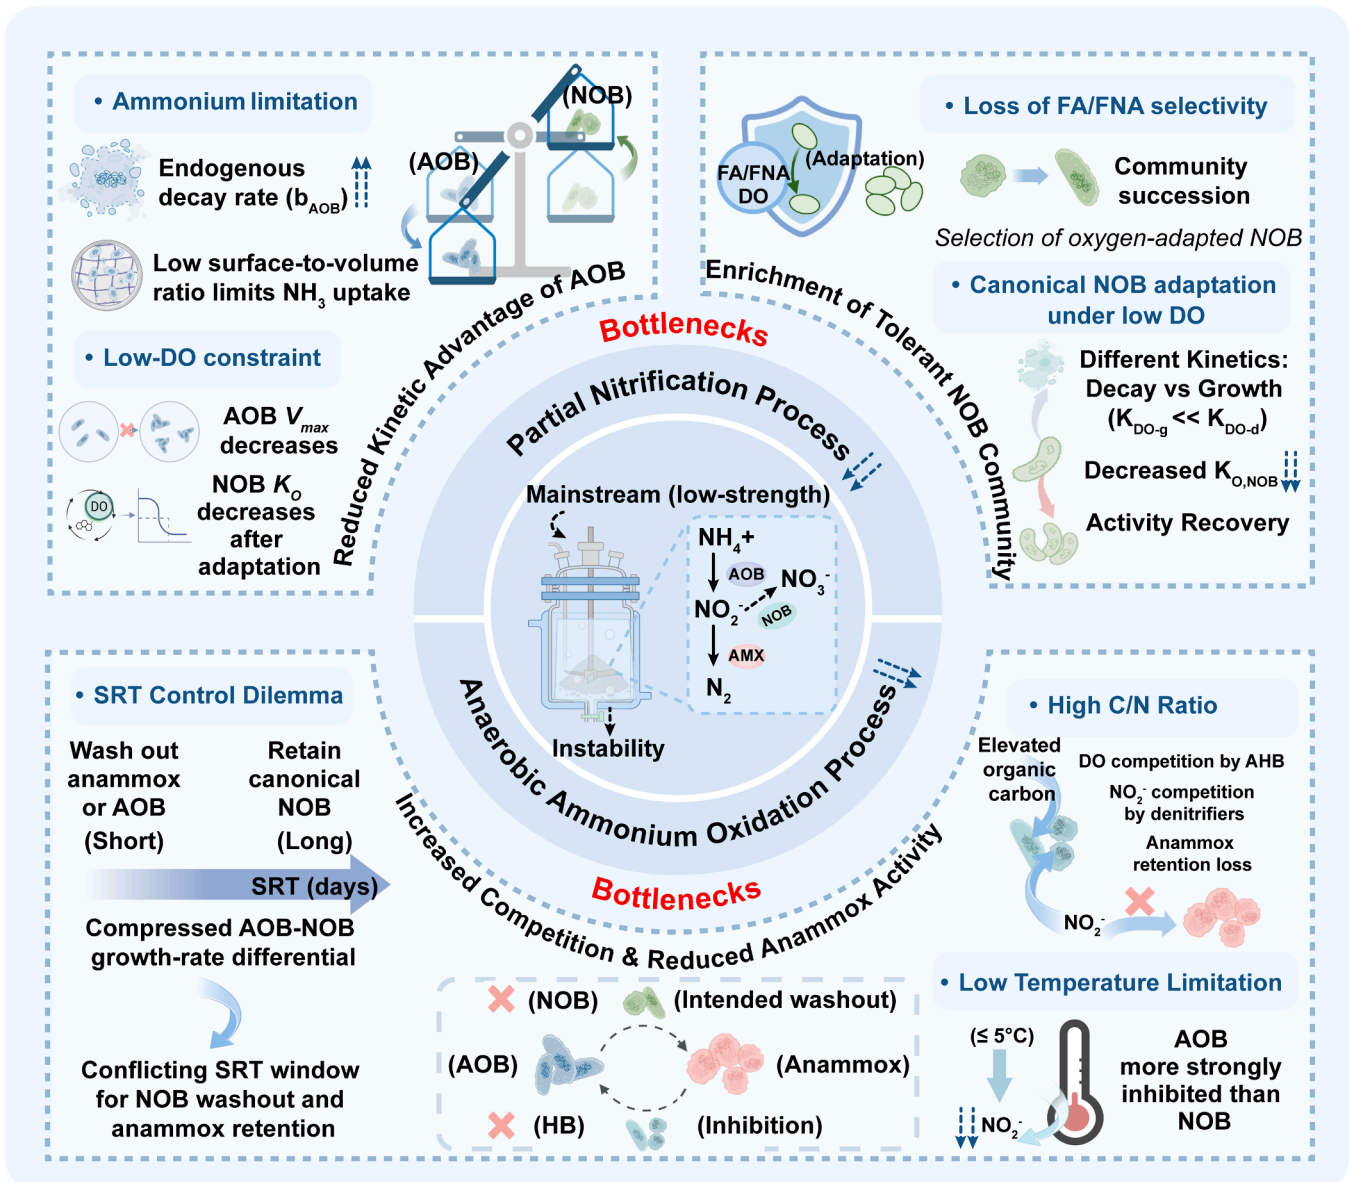 • Ammonium limitation
Endogenous
decay rate (b_AOB)
Low surface-to-volume
ratio limits NH₃ uptake
• Low-DO constraint
AOB Vmax
decreases
NOB K_O
decreases
after
adaptation
(NOB)
(AOB)
Reduced Kinetic Advantage of AOB
FA/FNA
DO
(Adaptation)
• Loss of FA/FNA selectivity
Community
succession
Selection of oxygen-adapted NOB
• Canonical NOB adaptation
under low DO
Different Kinetics:
Decay vs Growth
(K_DO-g << K_DO-d)
Decreased K_O,NOB
Activity Recovery
Enrichment of Tolerant NOB Community
Bottlenecks
Partial Nitrification Process
Mainstream (low-strength)
NH₄+
AOB
NO₃⁻
NO₂⁻
NOB
AMX
N₂
Instability
Anaerobic Ammonium Oxidation Process
Bottlenecks
Increased Competition & Reduced Anammox Activity
• SRT Control Dilemma
Wash out
anammox
or AOB
(Short)
Retain
canonical
NOB
(Long)
SRT (days)
Compressed AOB-NOB
growth-rate differential
Conflicting SRT window
for NOB washout and
anammox retention
(NOB)
(Intended washout)
(AOB)
(Anammox)
(HB)
(Inhibition)
• High C/N Ratio
Elevated
organic
carbon
DO competition by AHB
NO₂⁻ competition
by denitrifiers
Anammox
retention loss
NO₂⁻
• Low Temperature Limitation
(≤ 5°C)
NO₂⁻
AOB
more strongly
inhibited than
NOB